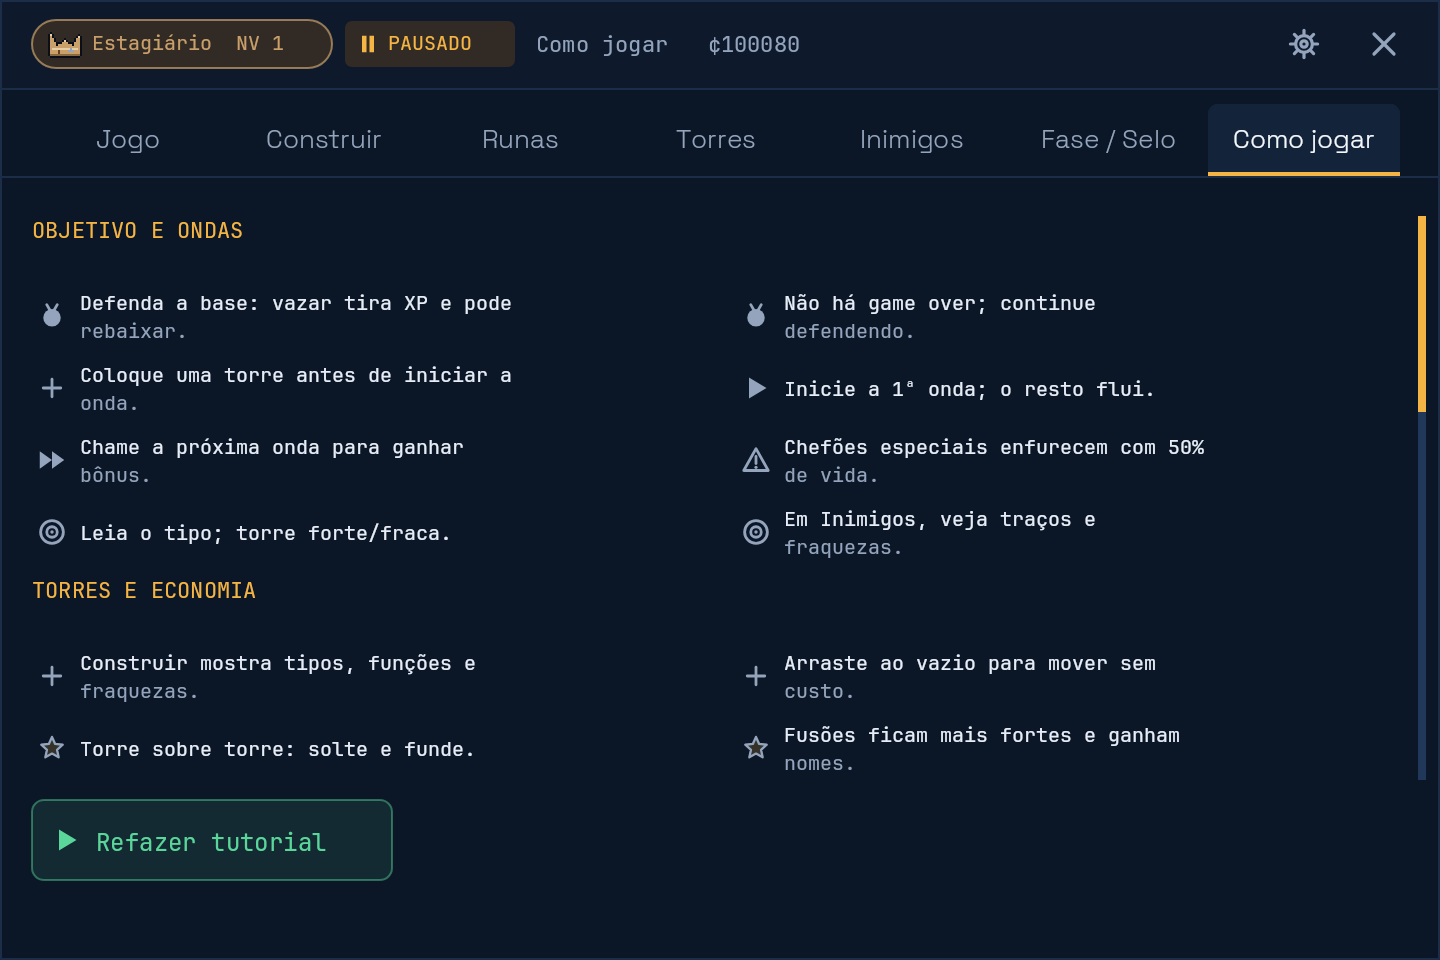 Estagiário NV 1
PAUSADO
Como jogar
₵100080
Jogo
Construir
Runas
Torres
Inimigos
Fase / Selo
Como jogar
OBJETIVO E ONDAS
Defenda a base: vazar tira XP e pode
rebaixar.
Não há game over; continue
defendendo.
Coloque uma torre antes de iniciar a
onda.
Inicie a 1ª onda; o resto flui.
Chame a próxima onda para ganhar
bônus.
Chefões especiais enfurecem com 50%
de vida.
Leia o tipo; torre forte/fraca.
Em Inimigos, veja traços e
fraquezas.
TORRES E ECONOMIA
Construir mostra tipos, funções e
fraquezas.
Arraste ao vazio para mover sem
custo.
Torre sobre torre: solte e funde.
Fusões ficam mais fortes e ganham
nomes.
Refazer tutorial